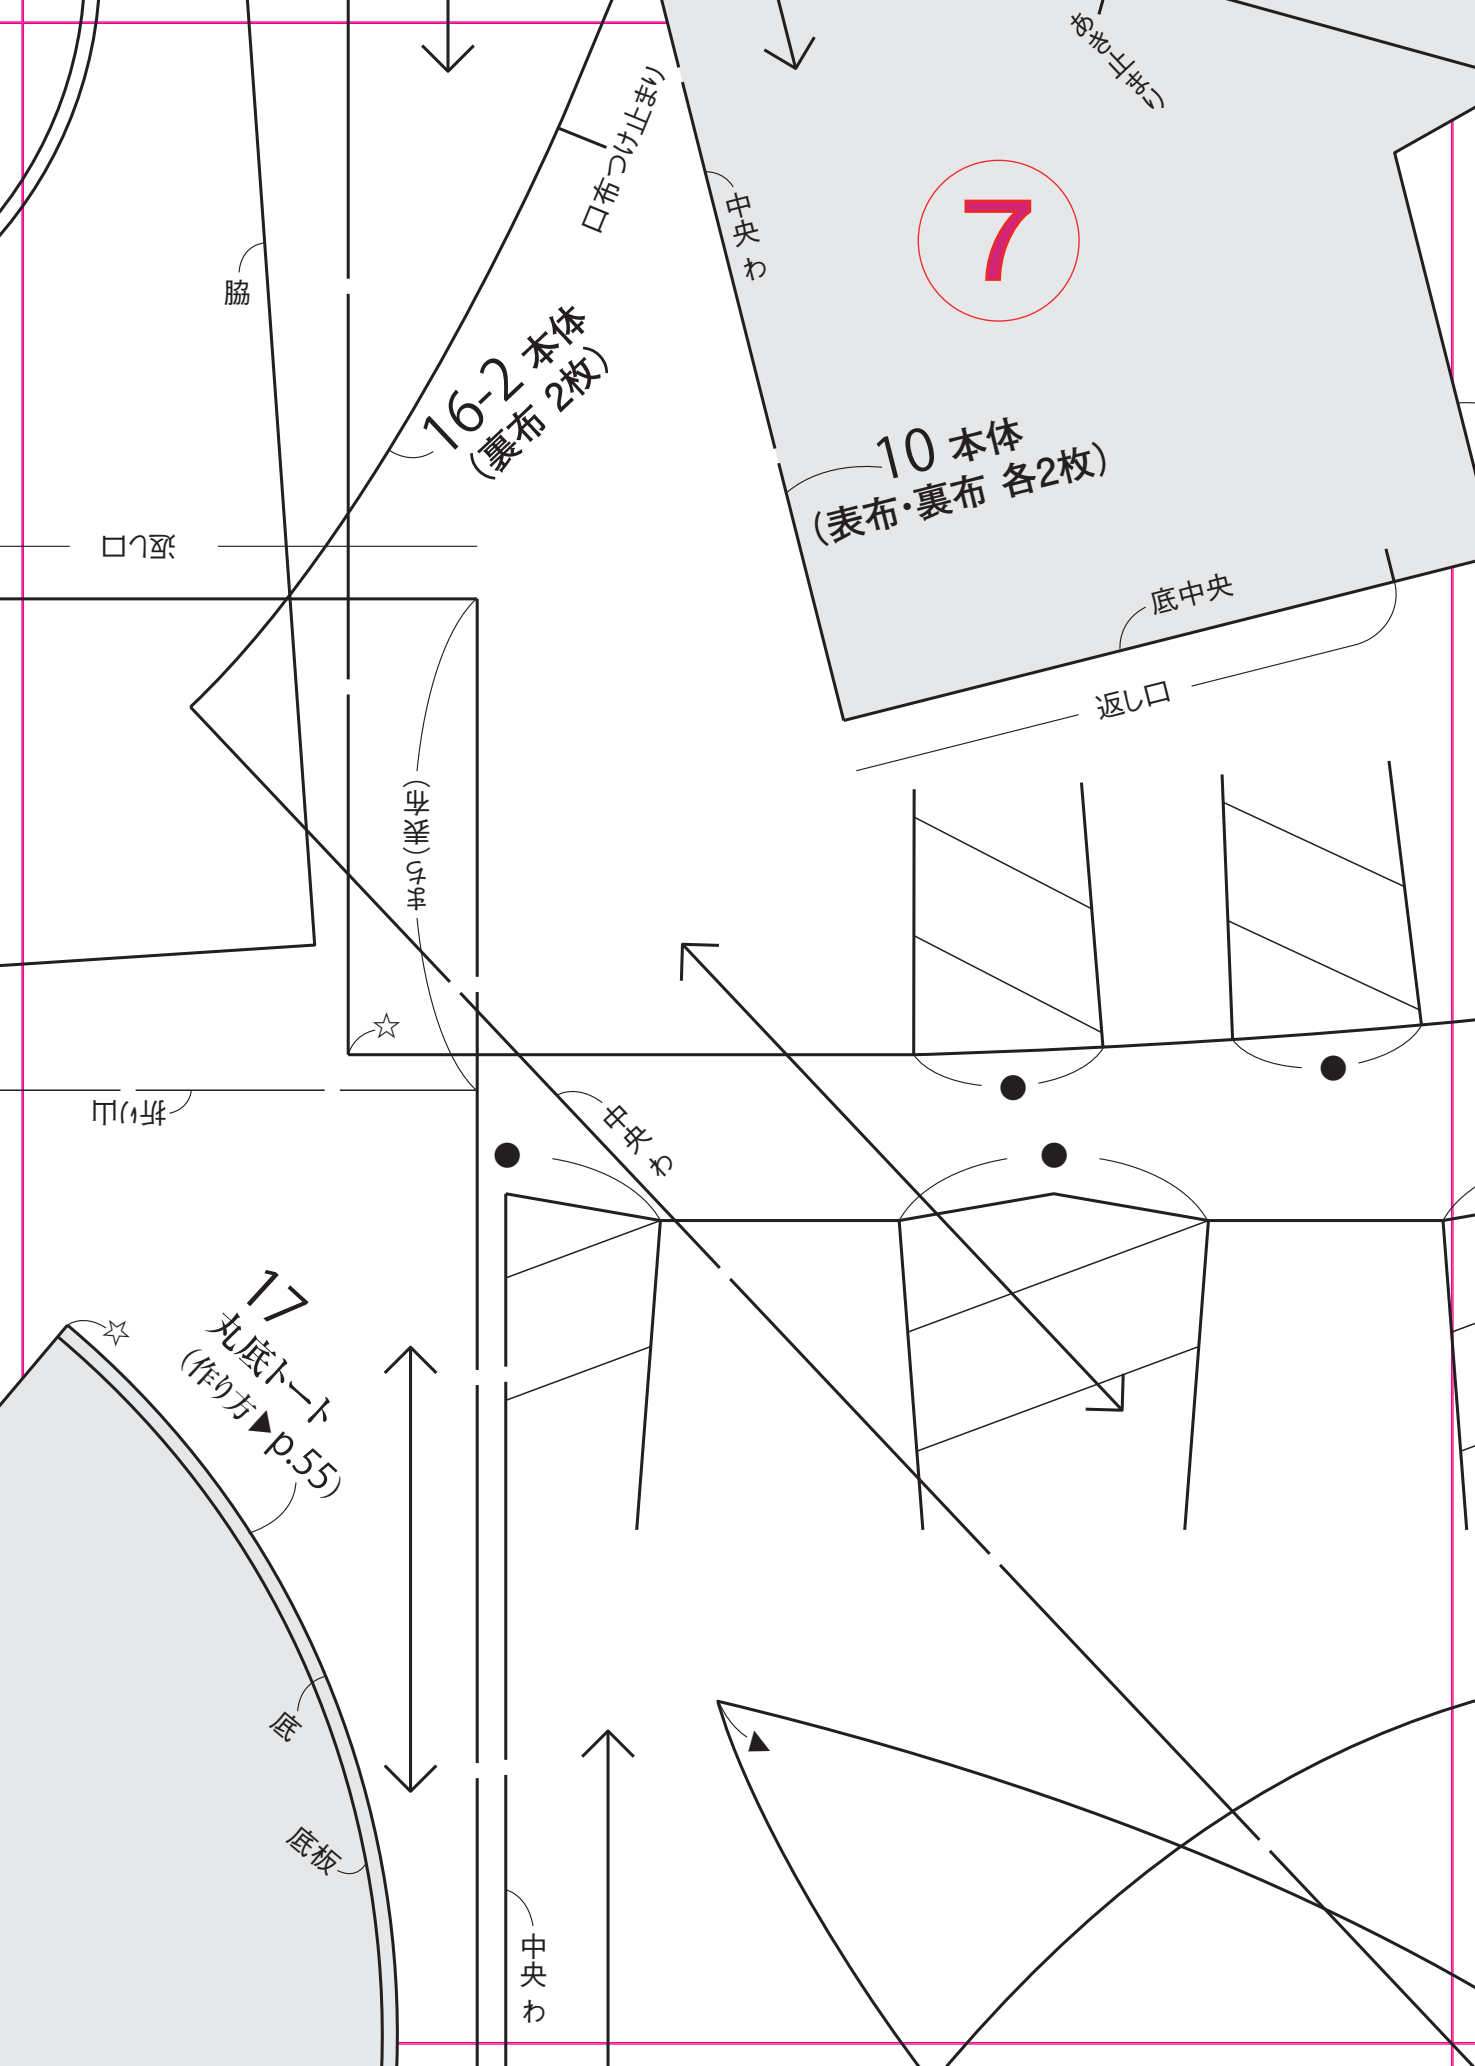 あき止まり
口布つけ止まり
中央 わ
7
脇
16-2 本体
(裏布 2枚)
10 本体
(表布・裏布 各2枚)
返し口
底中央
返し口
まち(表布)
☆
折り山
中央 わ
●
●
●
●
17
丸底トート
(作り方▶p.55)
☆
底
▲
底板
中央 わ